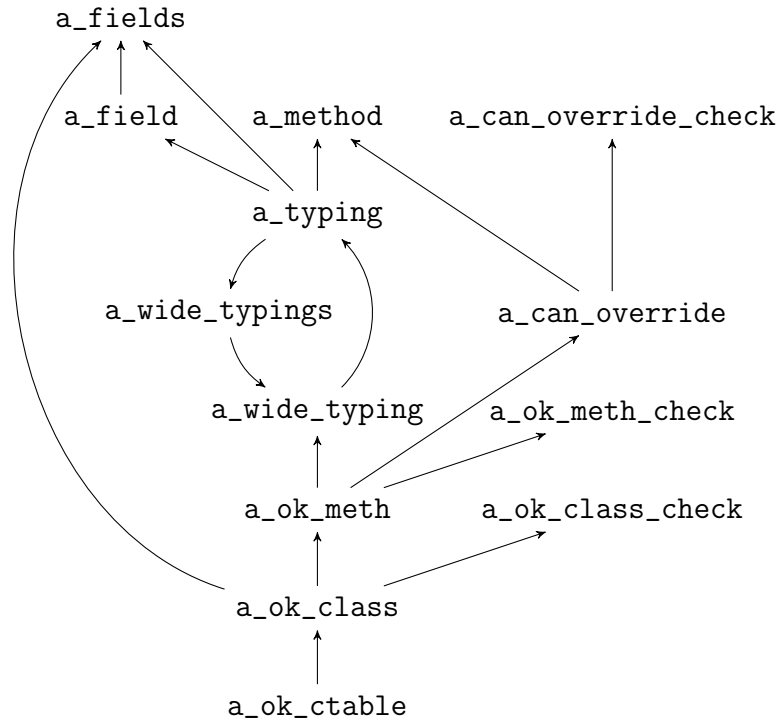 a_fields
a_field a_method a_can_override_check
a_typing
a_wide_typings a_can_override
a_wide_typing a_ok_meth_check
a_ok_meth a_ok_class_check
a_ok_class
a_ok_ctable